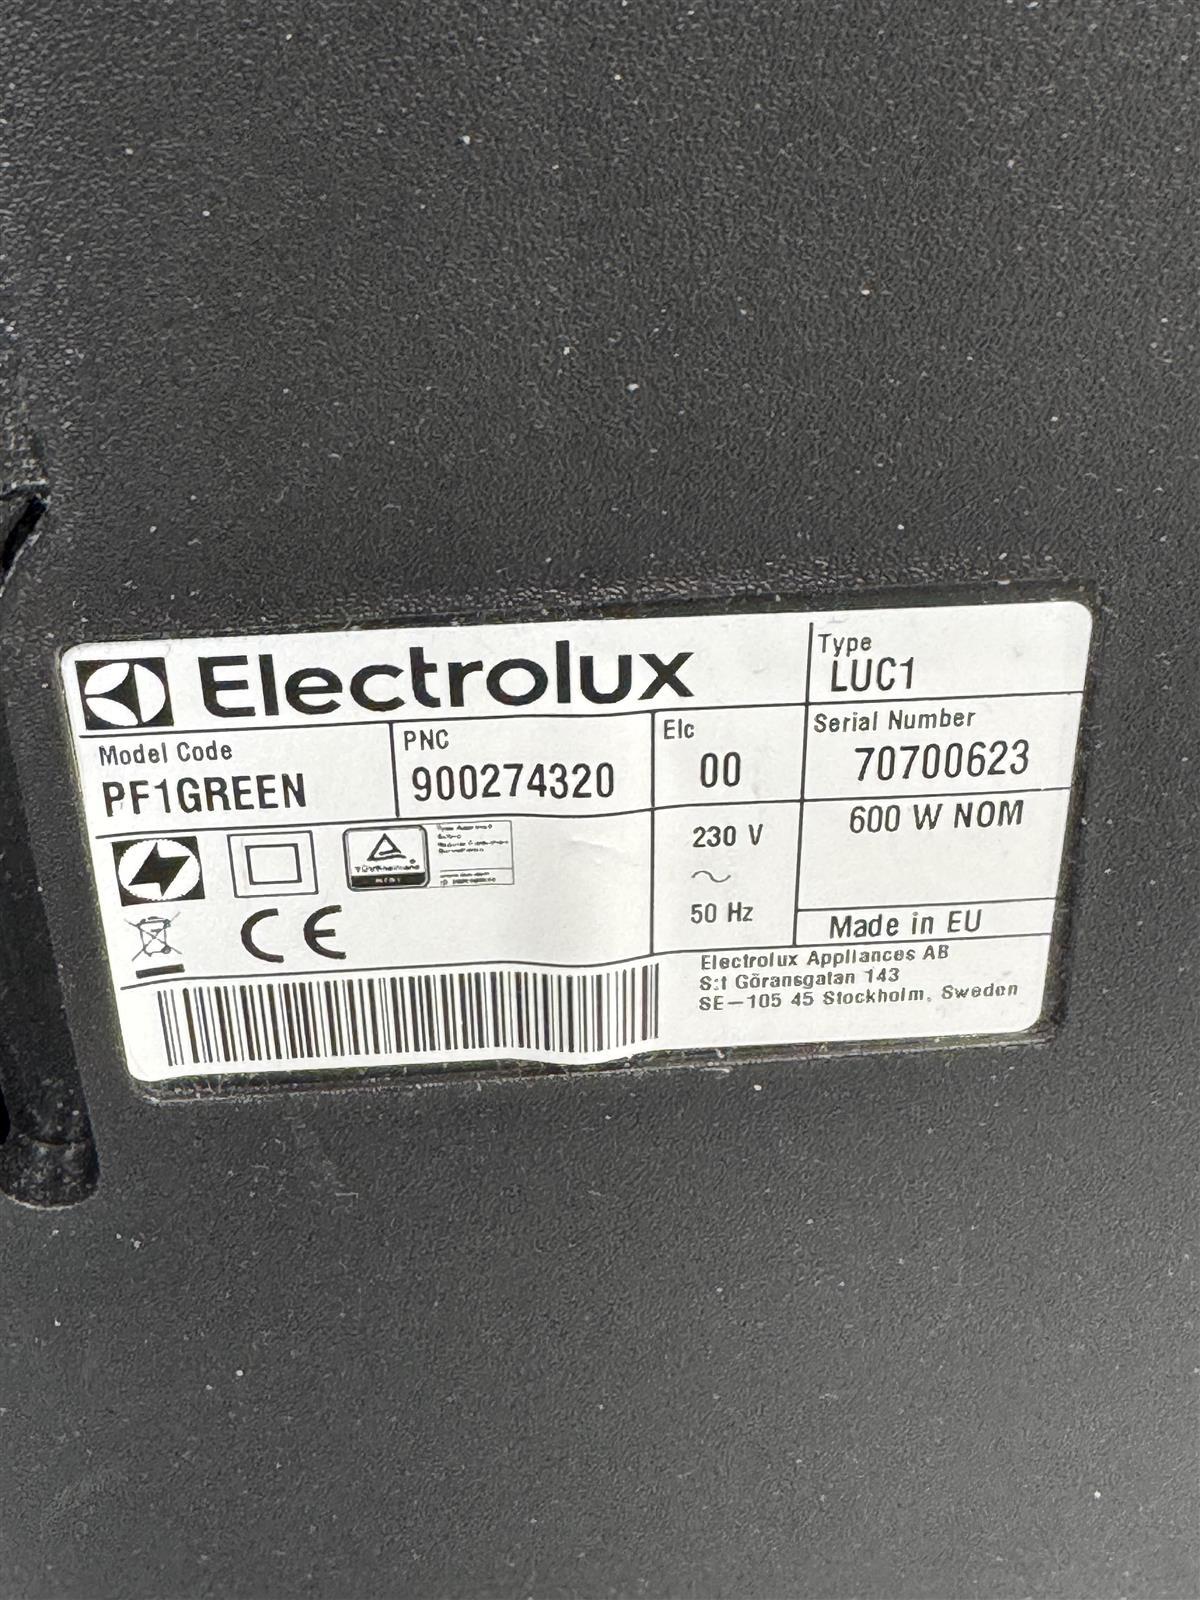 Electrolux
Type
LUC1
Model Code
PF1GREEN
PNC
900274320
Elc
00
Serial Number
70700623
230 V
~
50 Hz
600 W NOM
Made in EU
TÜVRheinland
CE
Electrolux Appliances AB
S:t Göransgatan 143
SE-105 45 Stockholm, Sweden